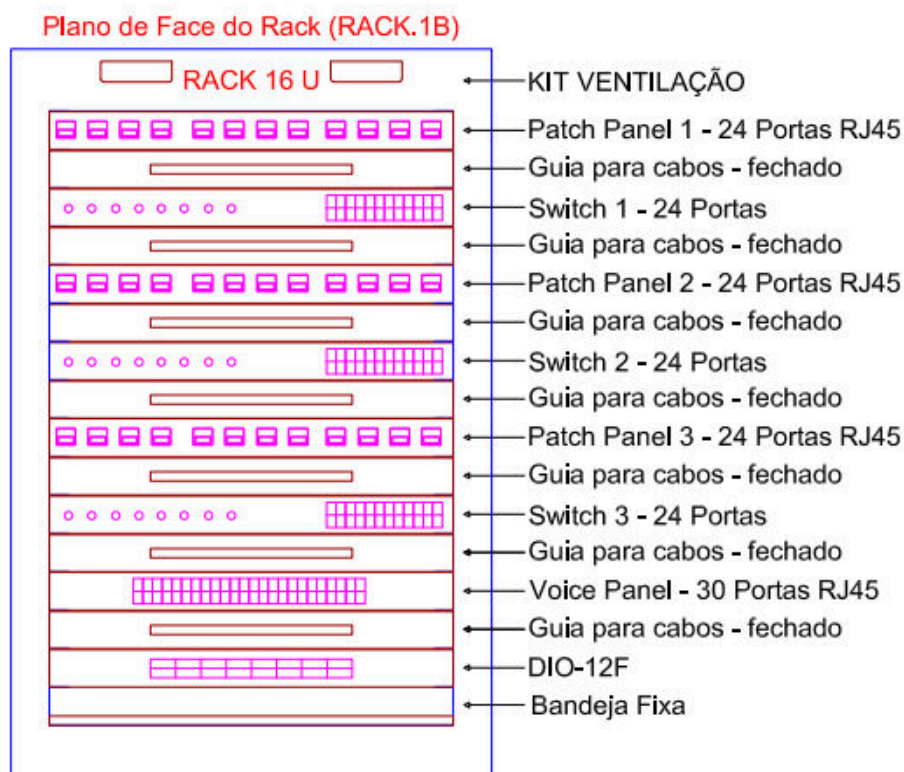 Plano de Face do Rack (RACK.1B)
RACK 16 U
KIT VENTILAÇÃO
Patch Panel 1 - 24 Portas RJ45
Guia para cabos - fechado
Switch 1 - 24 Portas
Guia para cabos - fechado
Patch Panel 2 - 24 Portas RJ45
Guia para cabos - fechado
Switch 2 - 24 Portas
Guia para cabos - fechado
Patch Panel 3 - 24 Portas RJ45
Guia para cabos - fechado
Switch 3 - 24 Portas
Guia para cabos - fechado
Voice Panel - 30 Portas RJ45
Guia para cabos - fechado
DIO-12F
Bandeja Fixa